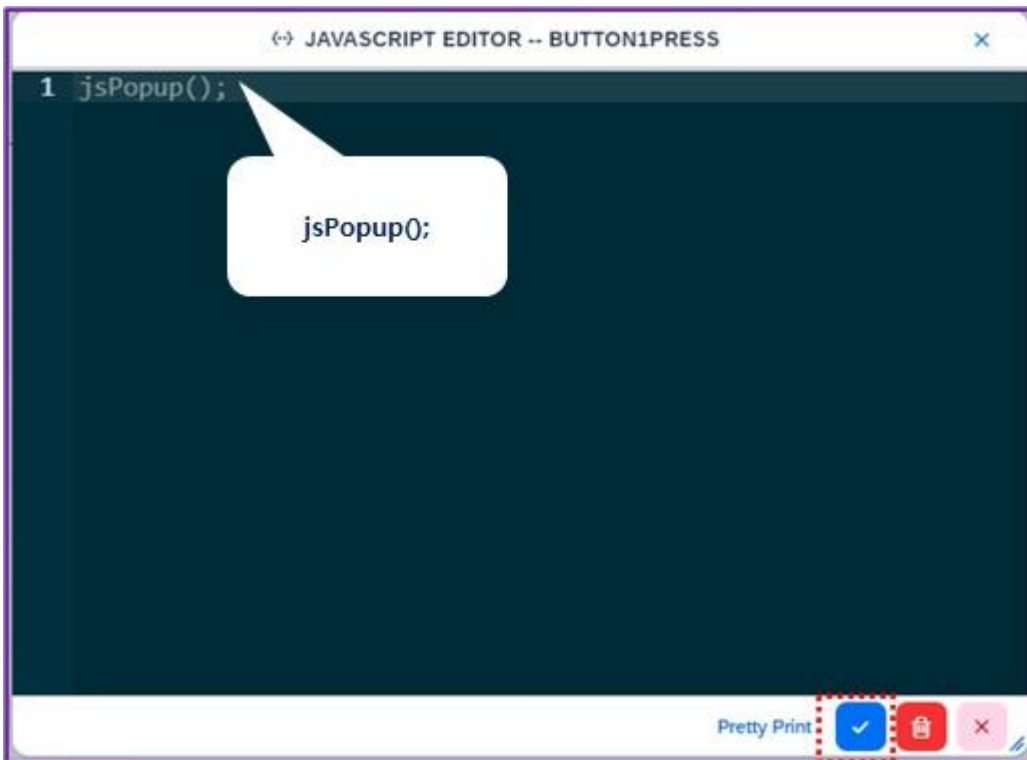 JAVASCRIPT EDITOR -- BUTTON1PRESS
1 jsPopup();
jsPopup();
Pretty Print